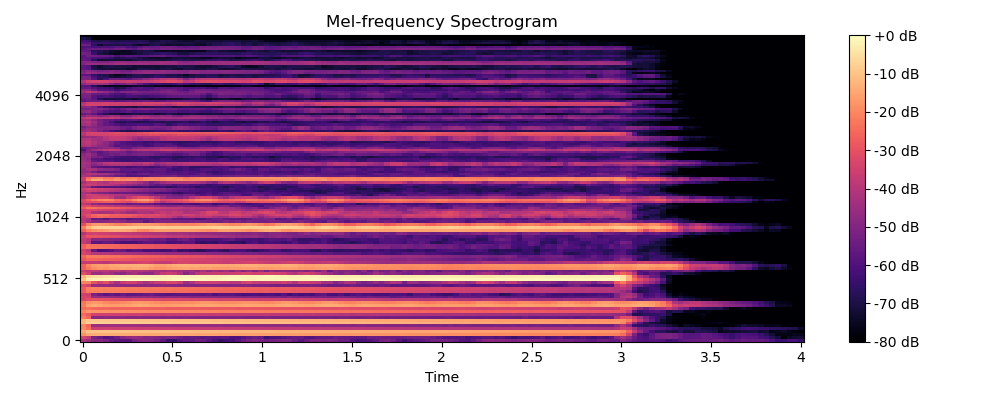 Mel-frequency Spectrogram
Hz
4096
2048
1024
512
0
0
0.5
1
1.5
2
2.5
3
3.5
4
Time
+0 dB
-10 dB
-20 dB
-30 dB
-40 dB
-50 dB
-60 dB
-70 dB
-80 dB